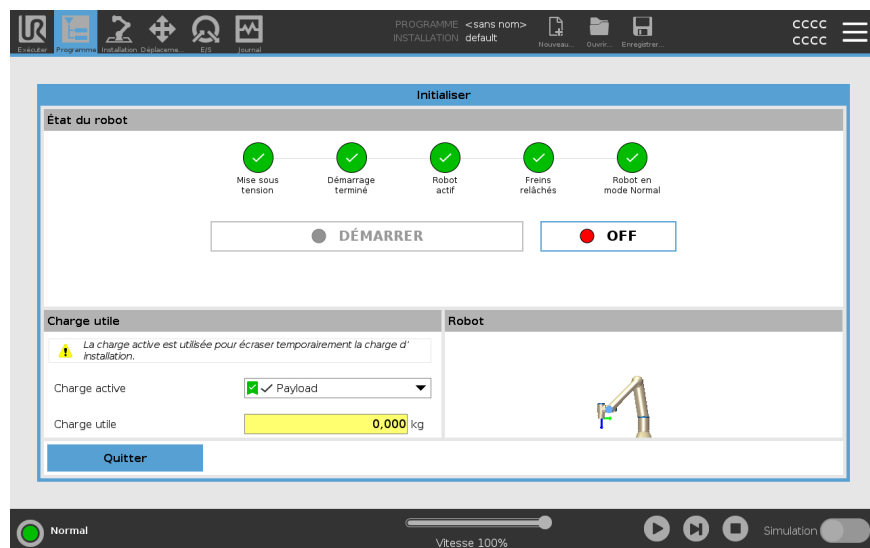 PROGRAMME <sans nom>
INSTALLATION default
CCCC
CCCC
Exécuter Programme Installation Déplaceme... E/S Journal
Nouveau... Ouvrir... Enregistrer...
Initialiser
État du robot
Mise sous tension
Démarrage terminé
Robot actif
Freins relâchés
Robot en mode Normal
DÉMARRER
OFF
Charge utile
Robot
La charge active est utilisée pour écraser temporairement la charge d'
installation.
Charge active
Payload
Charge utile
0,000 kg
Quitter
Normal
Vitesse 100%
Simulation